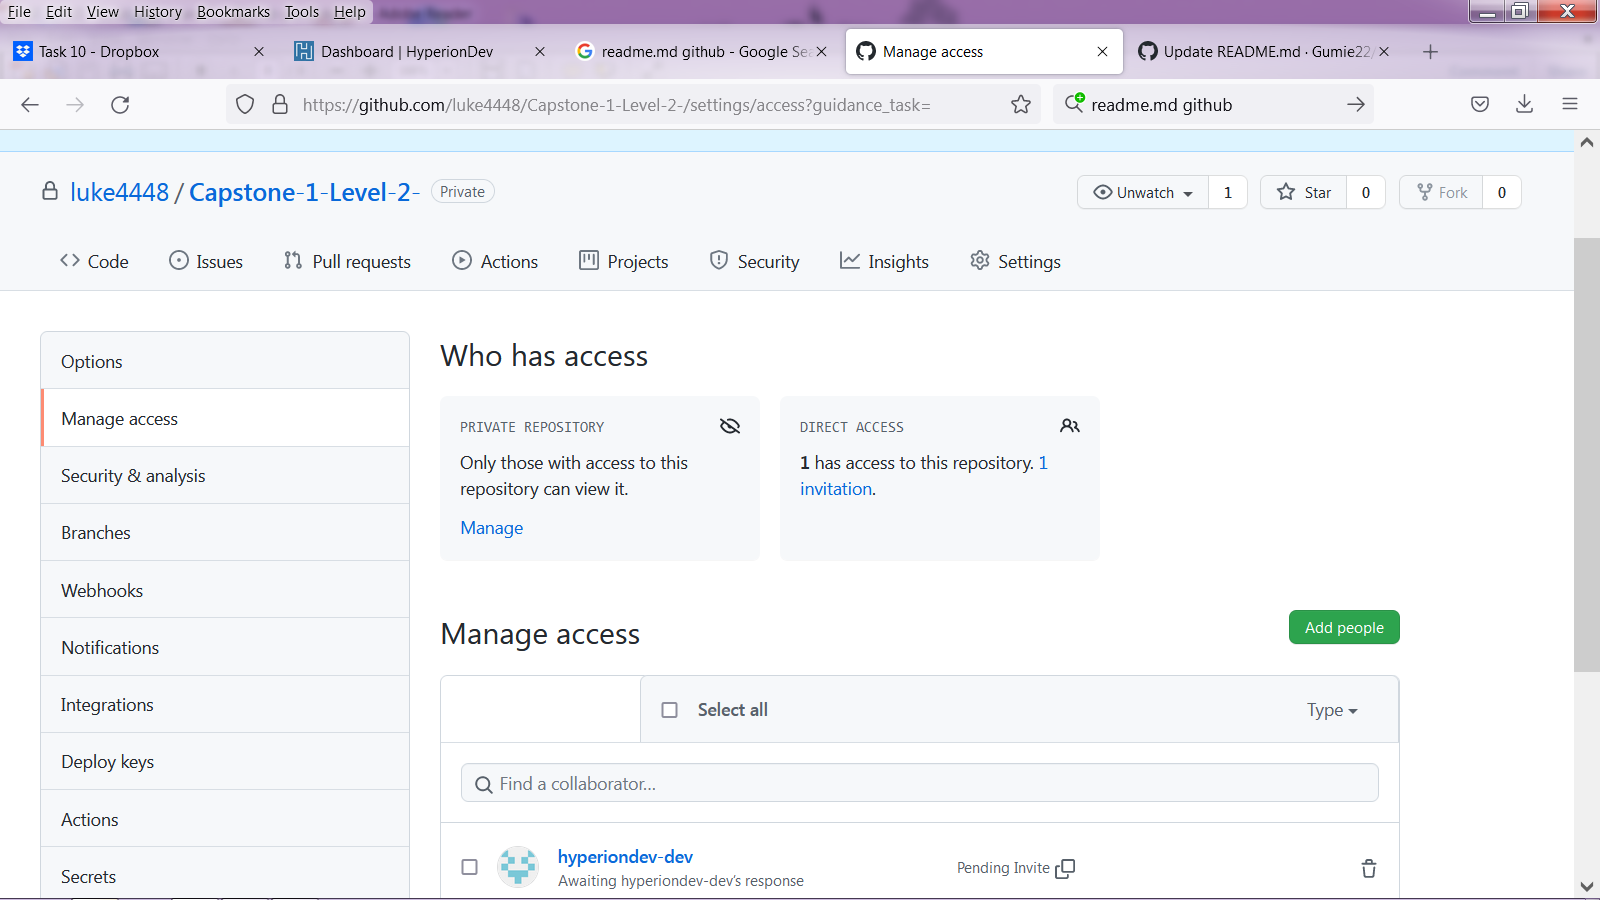 File Edit View History Bookmarks Tools Help
Task 10 - Dropbox
Dashboard | HyperionDev
readme.md github - Google Se
Manage access
Update README.md · Gumie22/
https://github.com/luke4448/Capstone-1-Level-2-/settings/access?guidance_task=
readme.md github
luke4448 / Capstone-1-Level-2- Private
Unwatch 1 Star 0 Fork 0
Code Issues Pull requests Actions Projects Security Insights Settings
Options
Manage access
Security & analysis
Branches
Webhooks
Notifications
Integrations
Deploy keys
Actions
Secrets
Who has access
PRIVATE REPOSITORY
Only those with access to this
repository can view it.
Manage
DIRECT ACCESS
1 has access to this repository. 1
invitation.
Manage access
Add people
Select all
Type
Find a collaborator...
hyperiondev-dev
Awaiting hyperiondev-dev's response
Pending Invite